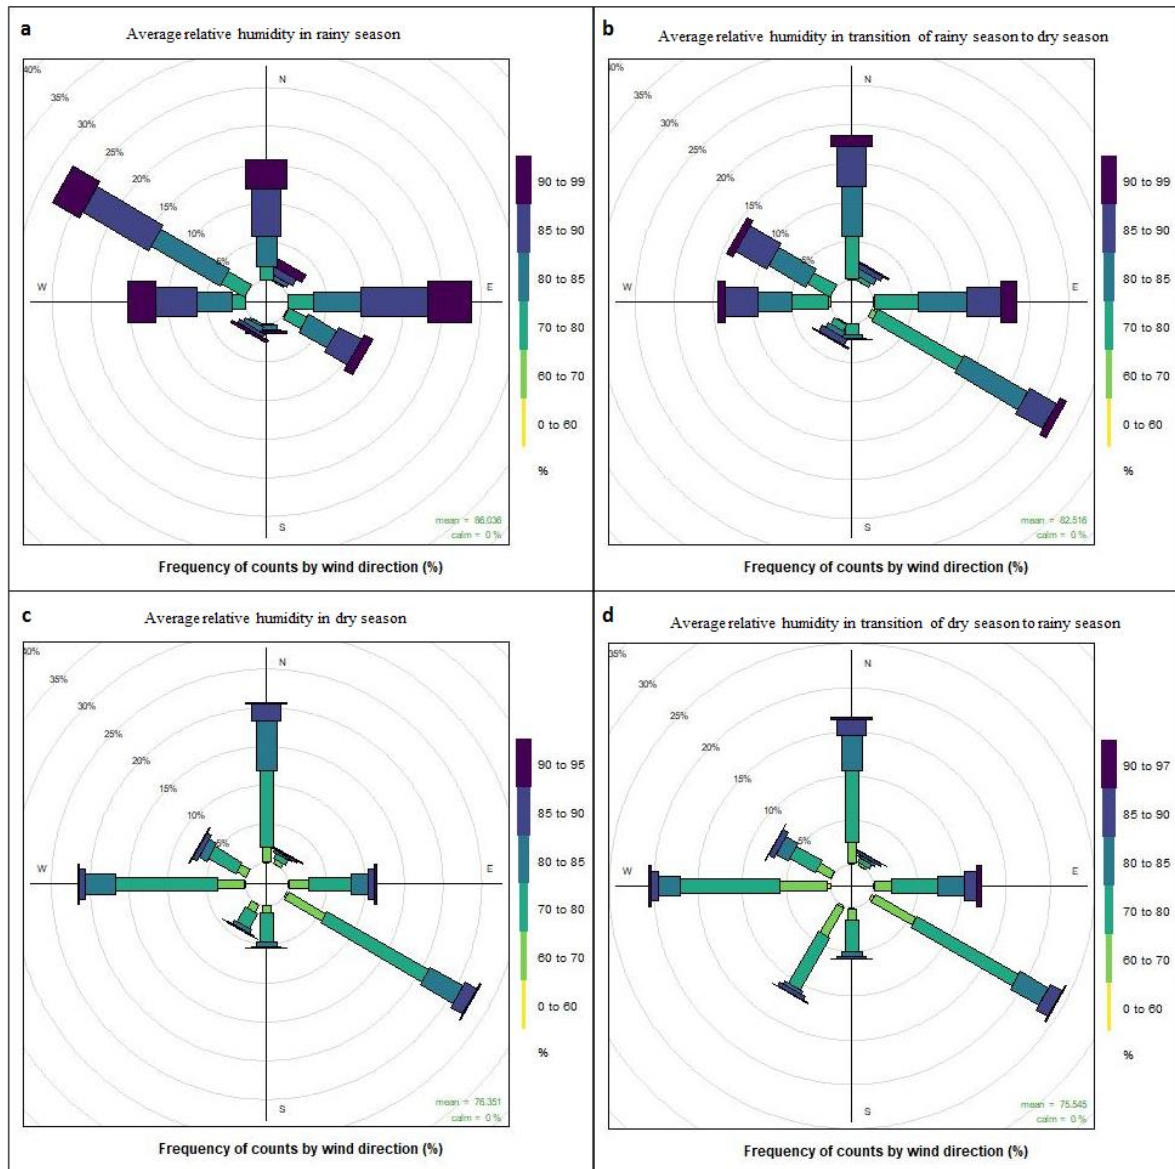 a
Average relative humidity in rainy season
40%
35%
30%
25%
20%
15%
10%
5%
N
W
E
S
90 to 99
85 to 90
80 to 85
70 to 80
60 to 70
0 to 60
%
mean = 86.036
calm = 0 %
Frequency of counts by wind direction (%)
b
Average relative humidity in transition of rainy season to dry season
40%
35%
30%
25%
20%
15%
10%
5%
N
W
E
S
90 to 99
85 to 90
80 to 85
70 to 80
60 to 70
0 to 60
%
mean = 82.516
calm = 0 %
Frequency of counts by wind direction (%)
c
Average relative humidity in dry season
40%
35%
30%
25%
20%
15%
10%
5%
N
W
E
S
90 to 95
85 to 90
80 to 85
70 to 80
60 to 70
0 to 60
%
mean = 76.351
calm = 0 %
Frequency of counts by wind direction (%)
d
Average relative humidity in transition of dry season to rainy season
35%
30%
25%
20%
15%
10%
5%
N
W
E
S
90 to 97
85 to 90
80 to 85
70 to 80
60 to 70
0 to 60
%
mean = 75.545
calm = 0 %
Frequency of counts by wind direction (%)